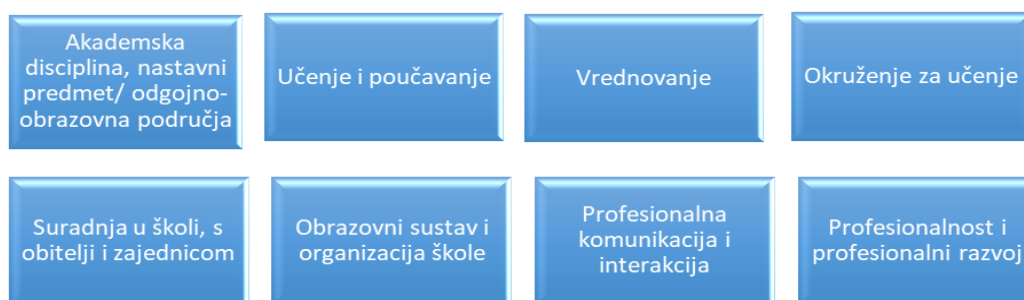 Akademska
disciplina, nastavni
predmet/ odgojno-
obrazovna područja
Učenje i poučavanje
Vrednovanje
Okruženje za učenje
Suradnja u školi, s
obitelji i zajednicom
Obrazovni sustav i
organizacija škole
Profesionalna
komunikacija i
interakcija
Profesionalnost i
profesionalni razvoj